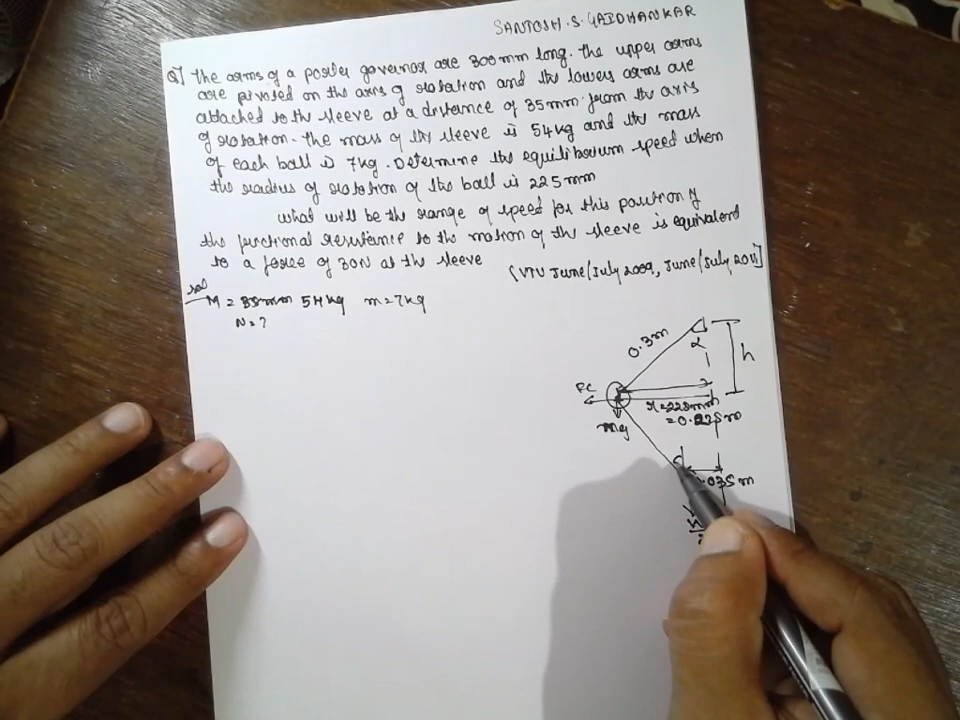 SANTOSH.S.GAIDHANKAR
Q] The arms of a porter governor are 300mm long. the upper arms
are pivoted on the axis of rotation and the lower arms are
attached to the sleeve at a distance of 35mm from the axis
of rotation. the mass of the sleeve is 54kg and the mass
of each ball is 7kg. Determine the equilibrium speed when
the radius of rotation of the ball is 225mm
what will be the range of speed for this position if
the frictional resistance to the motion of the sleeve is equivalent
to a force of 30N at the sleeve
[VTU June/July 2009, June/July 2011]
sol
M = 54kg m=7kg
N=?
0.3m
α
h
FC
r=225mm
=0.225m
mg
0.035m